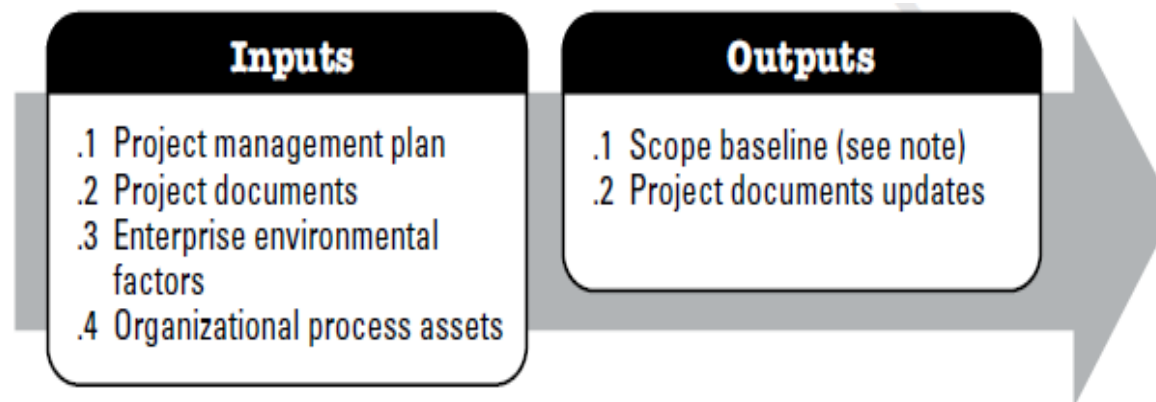 Inputs
.1 Project management plan
.2 Project documents
.3 Enterprise environmental
factors
.4 Organizational process assets
Outputs
.1 Scope baseline (see note)
.2 Project documents updates